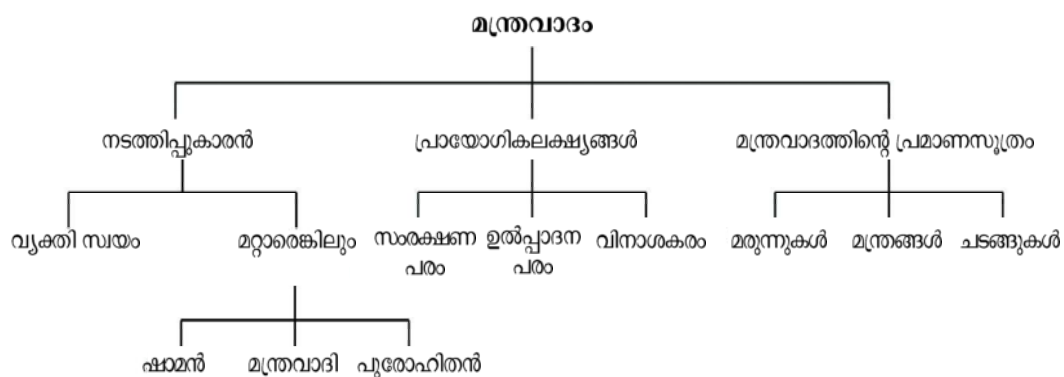 മന്ത്രവാദം
നടത്തിപ്പുകാരൻ പ്രായോഗികലക്ഷ്യങ്ങൾ മന്ത്രവാദത്തിന്റെ പ്രമാണസൂത്രം
വ്യക്തി സ്വയം മറ്റാരെങ്കിലും സംരക്ഷണ ഉൽപ്പാദന വിനാശകരം മരുന്നുകൾ മന്ത്രങ്ങൾ ചടങ്ങുകൾ
പരം പരം
ഷാമൻ മന്ത്രവാദി പുരോഹിതൻ